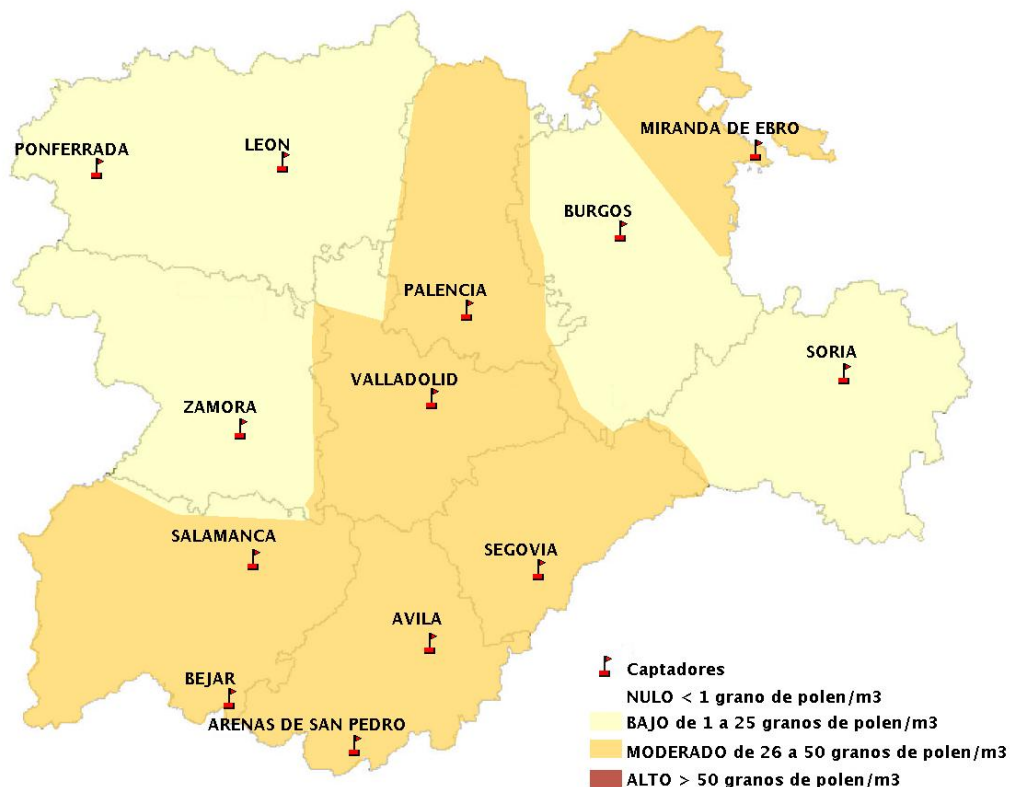 MIRANDA DE EBRO
PONFERRADA
LEON
BURGOS
PALENCIA
SORIA
VALLADOLID
ZAMORA
SALAMANCA
SEGOVIA
AVILA
BEJAR
ARENAS DE SAN PEDRO
Captadores
NULO < 1 grano de polen/m3
BAJO de 1 a 25 granos de polen/m3
MODERADO de 26 a 50 granos de polen/m3
ALTO > 50 granos de polen/m3